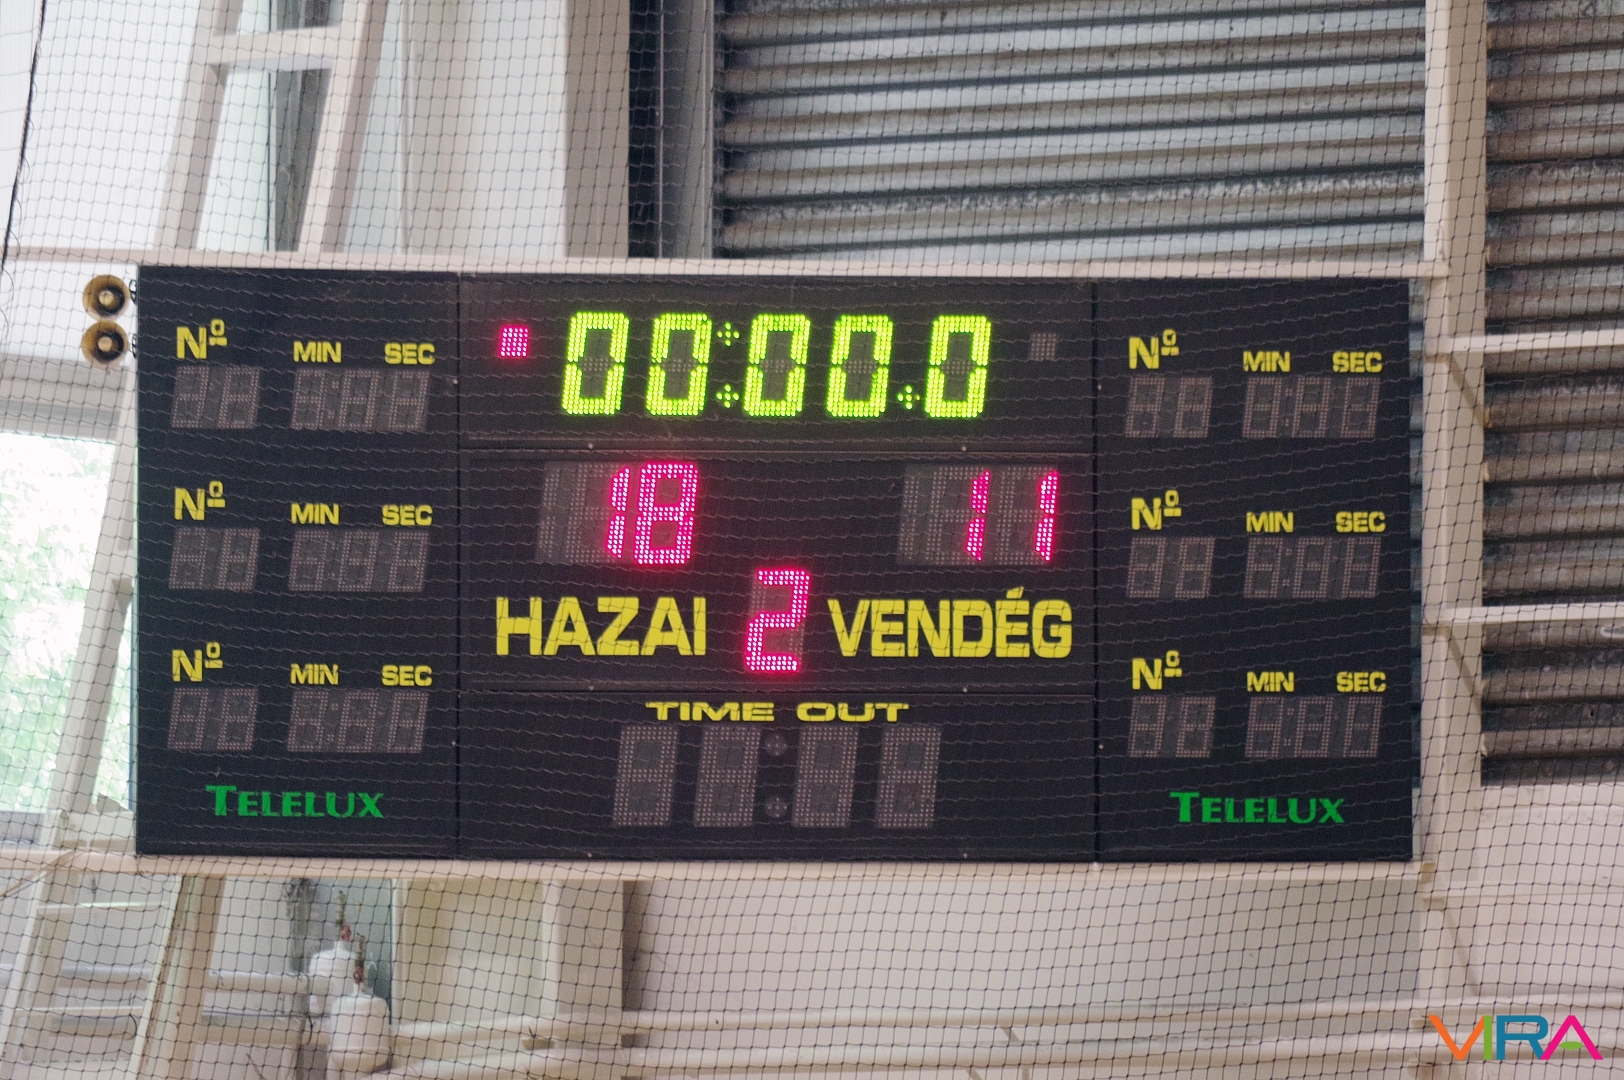 00:00.0
Nº MIN SEC
Nº MIN SEC
18 11
Nº MIN SEC
Nº MIN SEC
HAZAI 2 VENDÉG
Nº MIN SEC
Nº MIN SEC
TIME OUT
TELELUX
TELELUX
VIRA